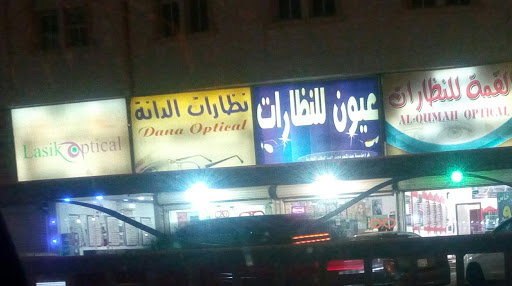 Lasik optical
نظارات الدانة
Dana Optical
عيون للنظارات
القمة للنظارات
AL-QUMAH OPTICAL